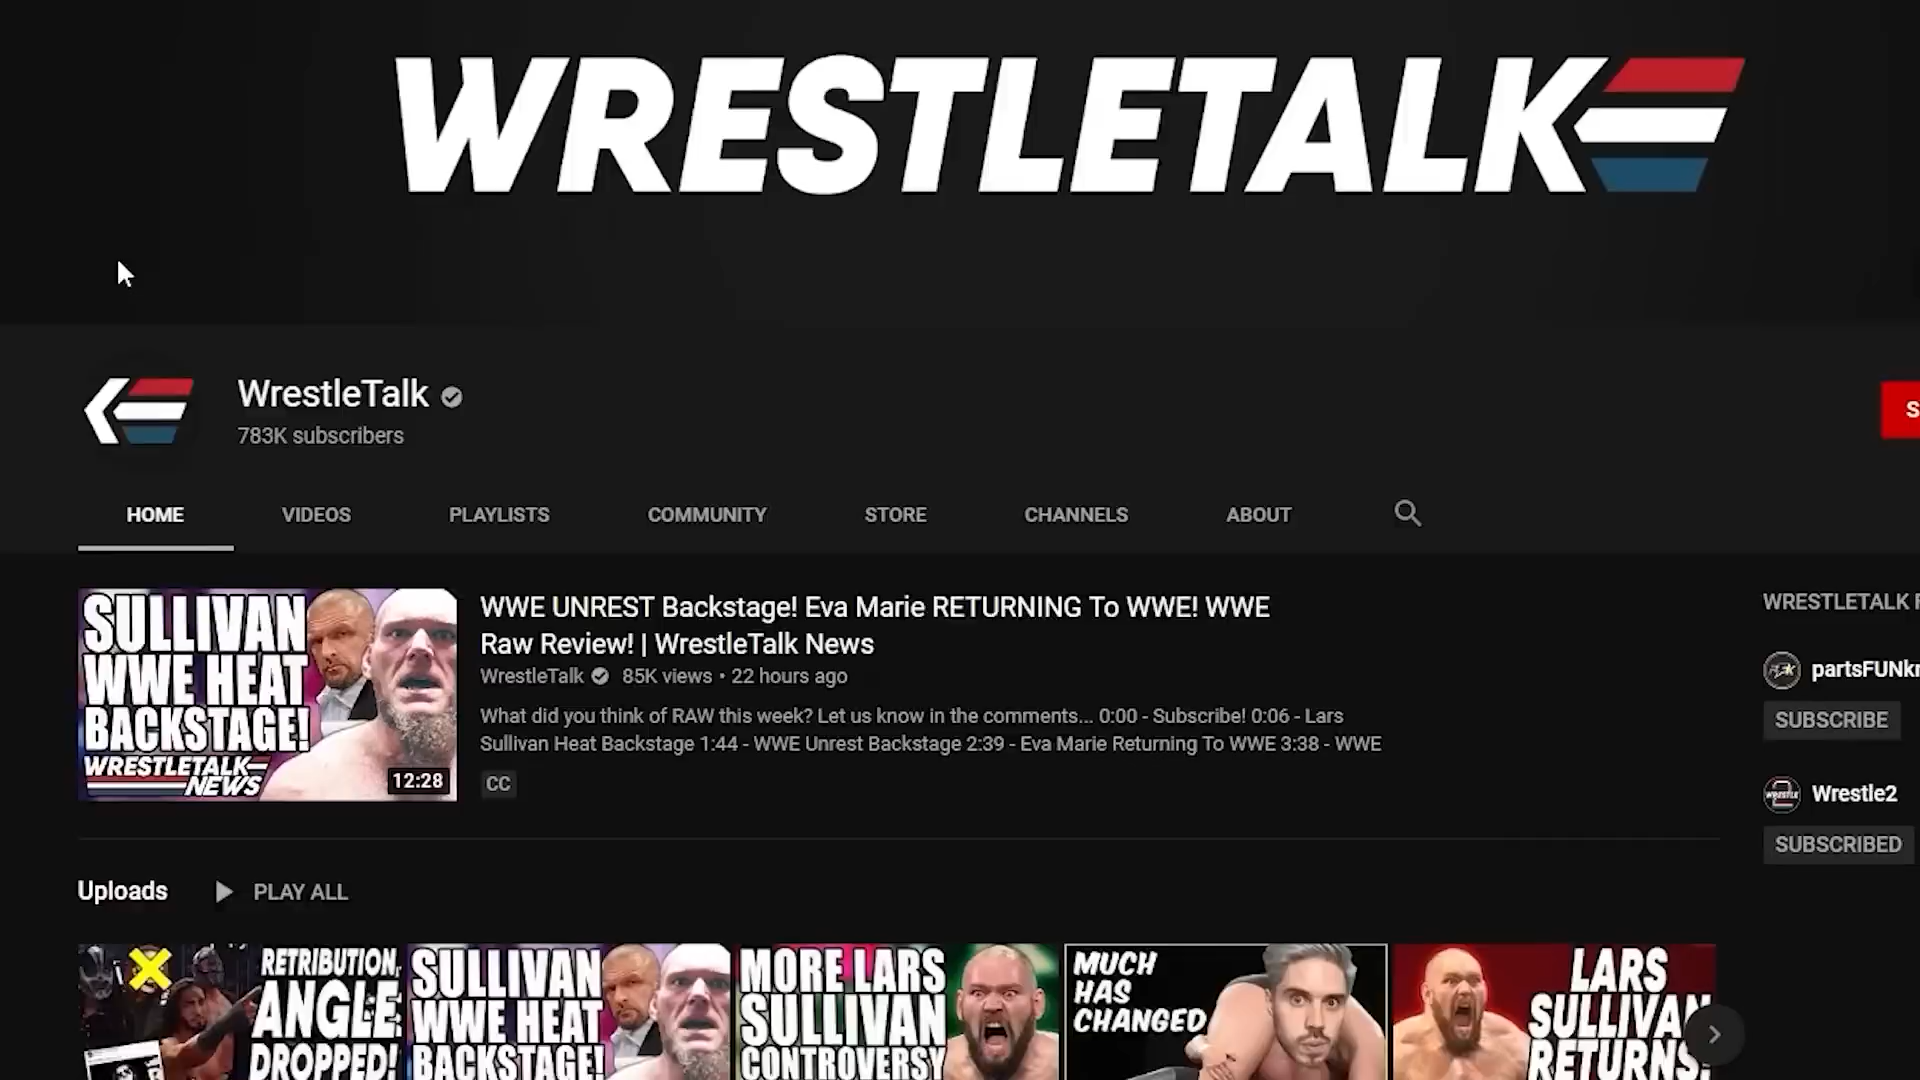 WRESTLETALK
WrestleTalk
783K subscribers
S
HOME
VIDEOS
PLAYLISTS
COMMUNITY
STORE
CHANNELS
ABOUT
SULLIVAN
WWE HEAT
BACKSTAGE!
WRESTLETALK
NEWS
12:28
WWE UNREST Backstage! Eva Marie RETURNING To WWE! WWE
Raw Review! | WrestleTalk News
WrestleTalk 85K views • 22 hours ago
What did you think of RAW this week? Let us know in the comments... 0:00 - Subscribe! 0:06 - Lars
Sullivan Heat Backstage 1:44 - WWE Unrest Backstage 2:39 - Eva Marie Returning To WWE 3:38 - WWE
CC
WRESTLETALK F
partsFUNkn
SUBSCRIBE
Wrestle2
SUBSCRIBED
Uploads
PLAY ALL
RETRIBUTION
ANGLE
DROPPED!
SULLIVAN
WWE HEAT
BACKSTAGE!
MORE LARS
SULLIVAN
CONTROVERSY
MUCH
HAS
CHANGED
LARS
SULLIVAN
RETURNS!